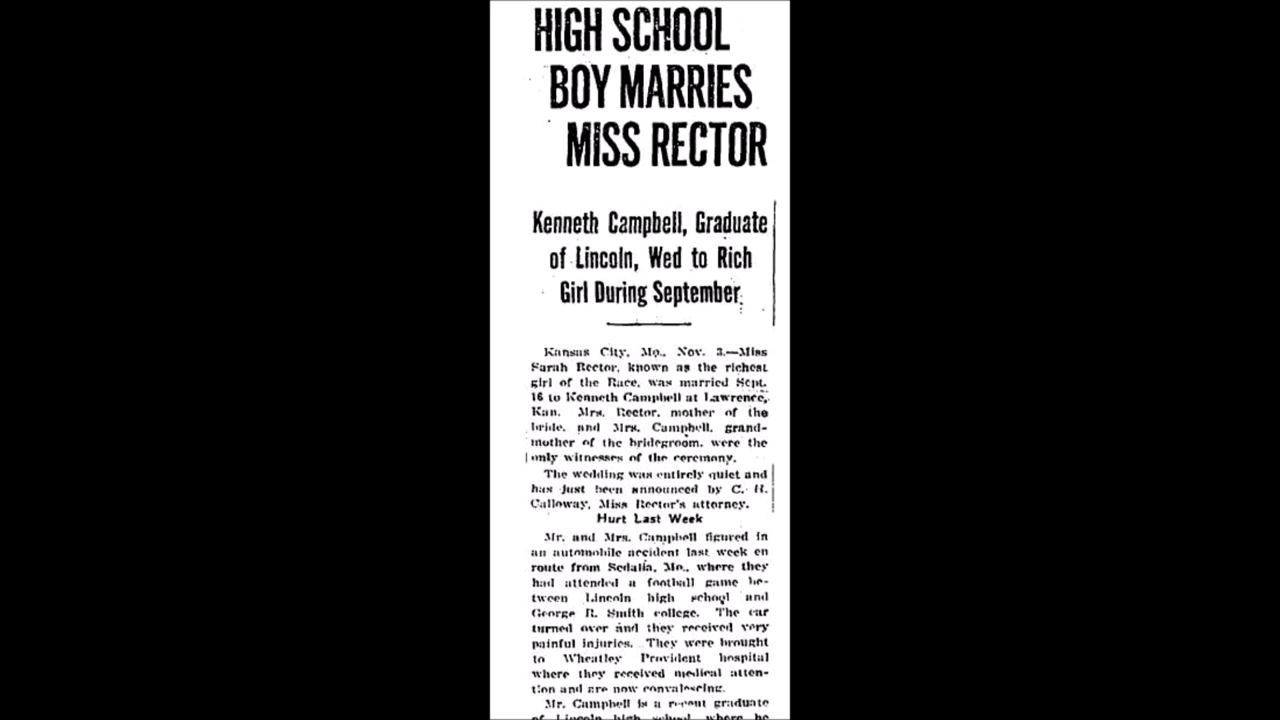 HIGH SCHOOL
BOY MARRIES
MISS RECTOR
Kenneth Campbell, Graduate
of Lincoln, Wed to Rich
Girl During September
Kansas City, Mo., Nov. 3.—Miss
Sarah Rector, known as the richest
girl of the Race, was married Sept.
16 to Kenneth Campbell at Lawrence,
Kan. Mrs. Rector, mother of the
bride, and Mrs. Campbell, grand-
mother of the bridegroom, were the
only witnesses of the ceremony.
The wedding was entirely quiet and
has just been announced by C. H.
Calloway, Miss Rector's attorney.
Hurt Last Week
Mr. and Mrs. Campbell figured in
an automobile accident last week en
route from Sedalia, Mo., where they
had attended a football game be-
tween Lincoln high school and
George R. Smith college. The car
turned over and they received very
painful injuries. They were brought
to Wheatley Provident hospital
where they received medical atten-
tion and are now convalescing.
Mr. Campbell is a recent graduate
of Lincoln high school, where he